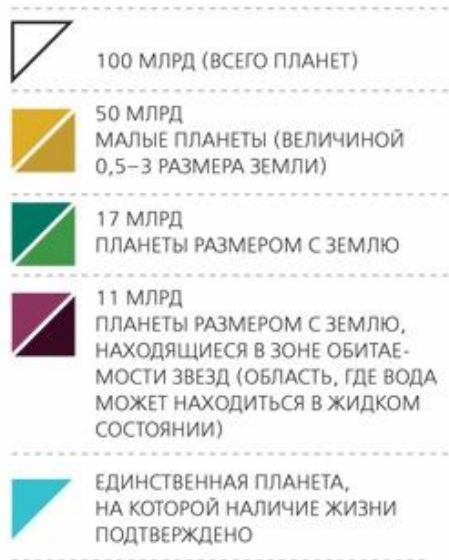 100 МЛРД (ВСЕГО ПЛАНЕТ)
50 МЛРД
МАЛЫЕ ПЛАНЕТЫ (ВЕЛИЧИНОЙ
0,5–3 РАЗМЕРА ЗЕМЛИ)
17 МЛРД
ПЛАНЕТЫ РАЗМЕРОМ С ЗЕМЛЮ
11 МЛРД
ПЛАНЕТЫ РАЗМЕРОМ С ЗЕМЛЮ,
НАХОДЯЩИЕСЯ В ЗОНЕ ОБИТАЕ-
МОСТИ ЗВЕЗД (ОБЛАСТЬ, ГДЕ ВОДА
МОЖЕТ НАХОДИТЬСЯ В ЖИДКОМ
СОСТОЯНИИ)
ЕДИНСТВЕННАЯ ПЛАНЕТА,
НА КОТОРОЙ НАЛИЧИЕ ЖИЗНИ
ПОДТВЕРЖДЕНО